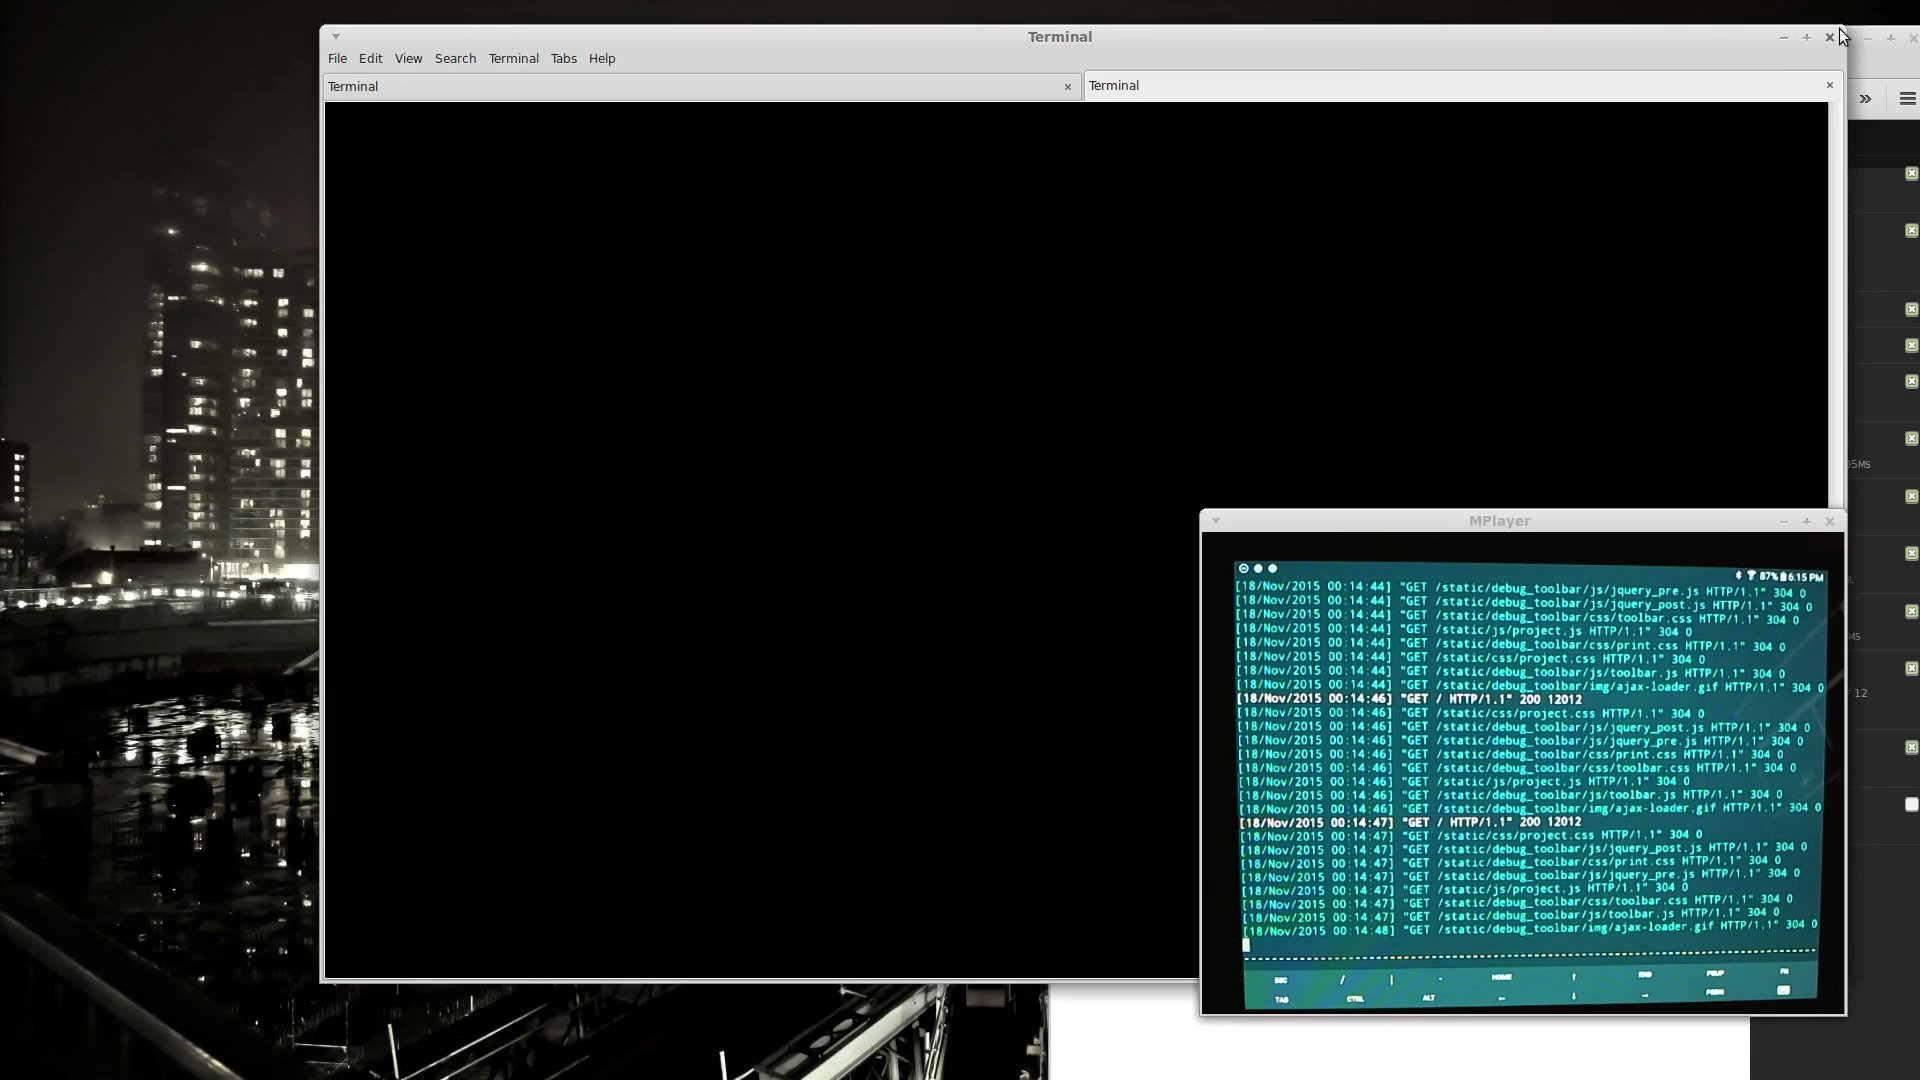 Terminal
File Edit View Search Terminal Tabs Help
Terminal
Terminal
05MS
MPlayer
87% 6:15 PM
[18/Nov/2015 00:14:44] "GET /static/debug_toolbar/js/jquery_pre.js HTTP/1.1" 304 0
[18/Nov/2015 00:14:44] "GET /static/debug_toolbar/js/jquery_post.js HTTP/1.1" 304 0
[18/Nov/2015 00:14:44] "GET /static/debug_toolbar/css/toolbar.css HTTP/1.1" 304 0
[18/Nov/2015 00:14:44] "GET /static/js/project.js HTTP/1.1" 304 0
[18/Nov/2015 00:14:44] "GET /static/debug_toolbar/css/print.css HTTP/1.1" 304 0
[18/Nov/2015 00:14:44] "GET /static/css/project.css HTTP/1.1" 304 0
[18/Nov/2015 00:14:44] "GET /static/debug_toolbar/js/toolbar.js HTTP/1.1" 304 0
[18/Nov/2015 00:14:44] "GET /static/debug_toolbar/img/ajax-loader.gif HTTP/1.1" 304 0
[18/Nov/2015 00:14:46] "GET / HTTP/1.1" 200 12012
[18/Nov/2015 00:14:46] "GET /static/css/project.css HTTP/1.1" 304 0
[18/Nov/2015 00:14:46] "GET /static/debug_toolbar/js/jquery_post.js HTTP/1.1" 304 0
[18/Nov/2015 00:14:46] "GET /static/debug_toolbar/js/jquery_pre.js HTTP/1.1" 304 0
[18/Nov/2015 00:14:46] "GET /static/debug_toolbar/css/print.css HTTP/1.1" 304 0
[18/Nov/2015 00:14:46] "GET /static/debug_toolbar/css/toolbar.css HTTP/1.1" 304 0
[18/Nov/2015 00:14:46] "GET /static/js/project.js HTTP/1.1" 304 0
[18/Nov/2015 00:14:46] "GET /static/debug_toolbar/js/toolbar.js HTTP/1.1" 304 0
[18/Nov/2015 00:14:46] "GET /static/debug_toolbar/img/ajax-loader.gif HTTP/1.1" 304 0
[18/Nov/2015 00:14:47] "GET / HTTP/1.1" 200 12012
[18/Nov/2015 00:14:47] "GET /static/css/project.css HTTP/1.1" 304 0
[18/Nov/2015 00:14:47] "GET /static/debug_toolbar/js/jquery_post.js HTTP/1.1" 304 0
[18/Nov/2015 00:14:47] "GET /static/debug_toolbar/css/print.css HTTP/1.1" 304 0
[18/Nov/2015 00:14:47] "GET /static/debug_toolbar/js/jquery_pre.js HTTP/1.1" 304 0
[18/Nov/2015 00:14:47] "GET /static/js/project.js HTTP/1.1" 304 0
[18/Nov/2015 00:14:47] "GET /static/debug_toolbar/css/toolbar.css HTTP/1.1" 304 0
[18/Nov/2015 00:14:47] "GET /static/debug_toolbar/js/toolbar.js HTTP/1.1" 304 0
[18/Nov/2015 00:14:48] "GET /static/debug_toolbar/img/ajax-loader.gif HTTP/1.1" 304 0
ESC / | - HOME ↑ END PGUP FN
TAB CTRL ALT ← ↓ → PGDN
MS
12